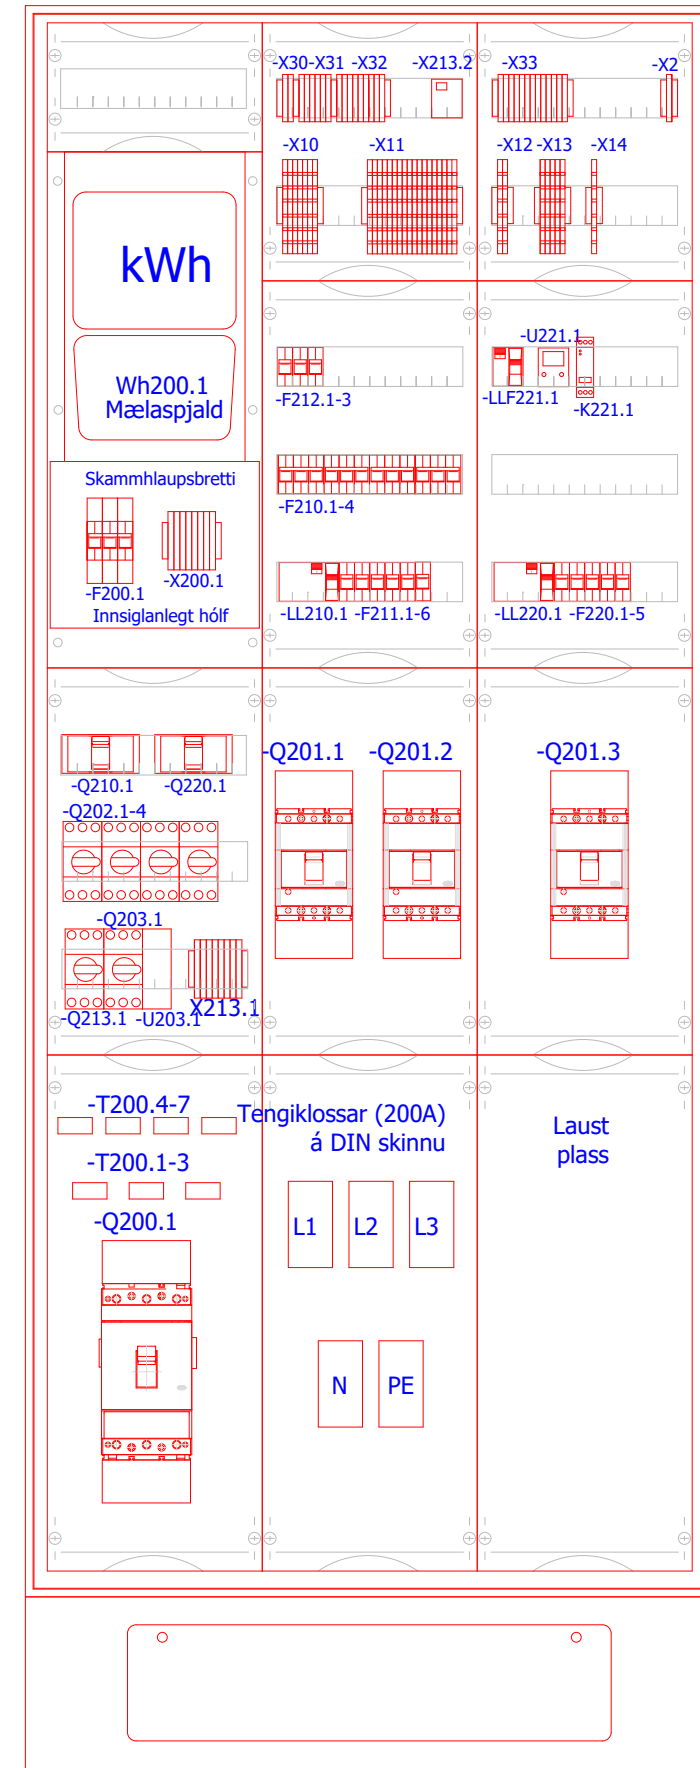 -X30-X31 -X32 -X213.2
-X33 -X2
-X10 -X11
-X12 -X13 -X14
kWh
Wh200.1
Mælaspjald
Skammhlaupsbretti
-F200.1
-X200.1
Innsiglanlegt hólf
-F212.1-3
-F210.1-4
-LL210.1 -F211.1-6
-U221.1
-LLF221.1
-K221.1
-LL220.1 -F220.1-5
-Q210.1 -Q220.1
-Q202.1-4
-Q203.1
-Q213.1 -U203.1 X213.1
-Q201.1 -Q201.2
-Q201.3
-T200.4-7
-T200.1-3
-Q200.1
Tengiklossar (200A)
á DIN skinnu
L1 L2 L3
N PE
Laust
plass